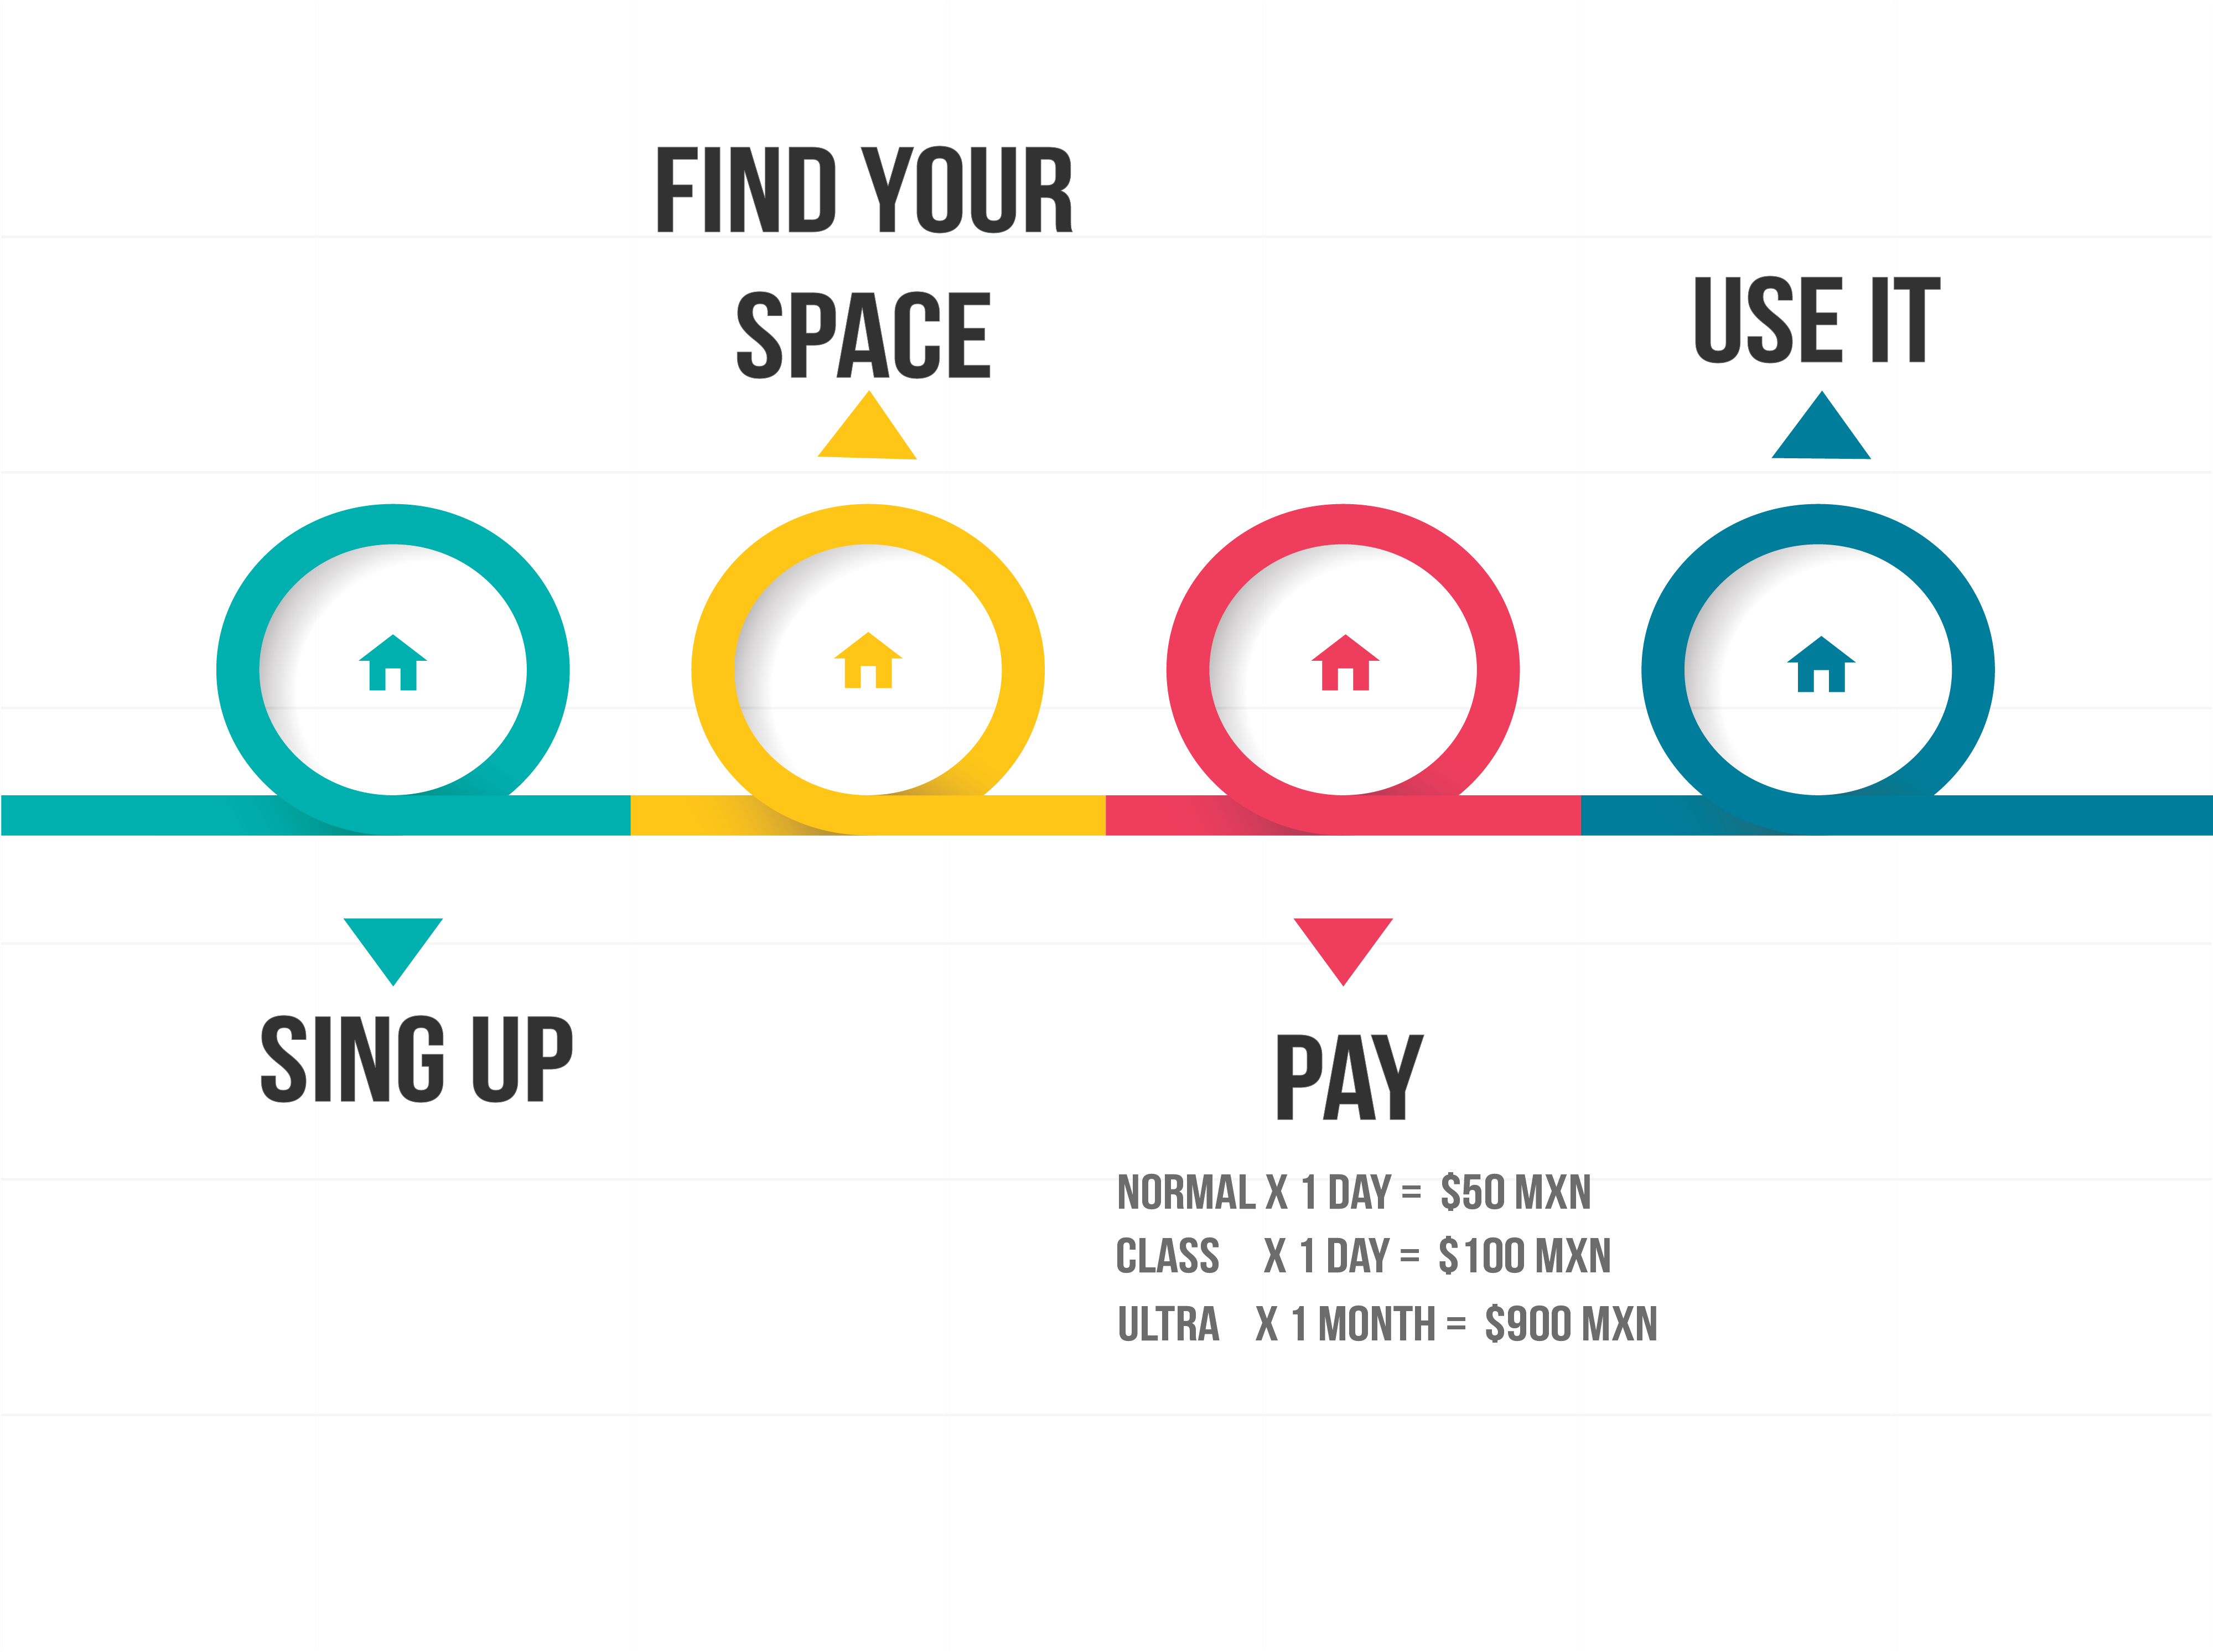 FIND YOUR
SPACE
USE IT
SING UP
PAY
NORMAL X 1 DAY = $50 MXN
CLASS X 1 DAY = $100 MXN
ULTRA X 1 MONTH = $900 MXN